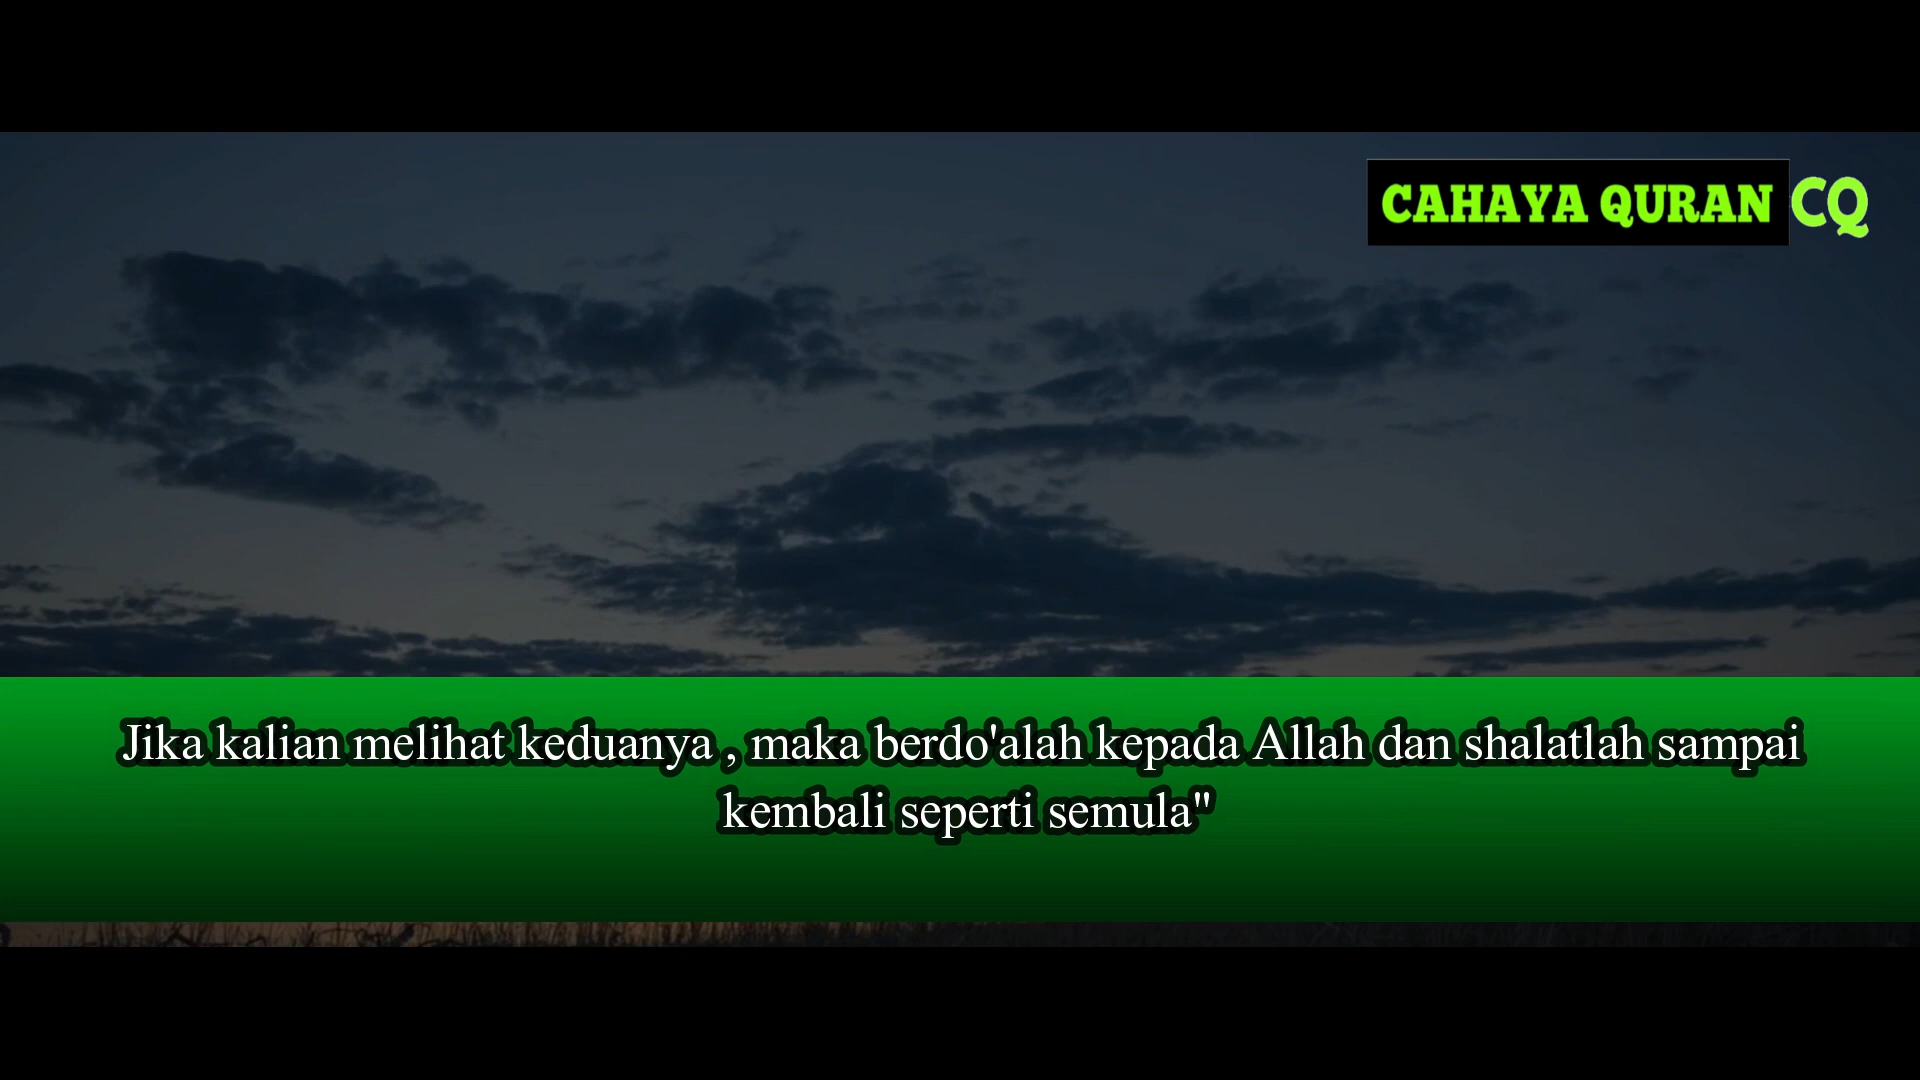 CAHAYA QURAN CQ
Jika kalian melihat keduanya , maka berdo'alah kepada Allah dan shalatlah sampai
kembali seperti semula"